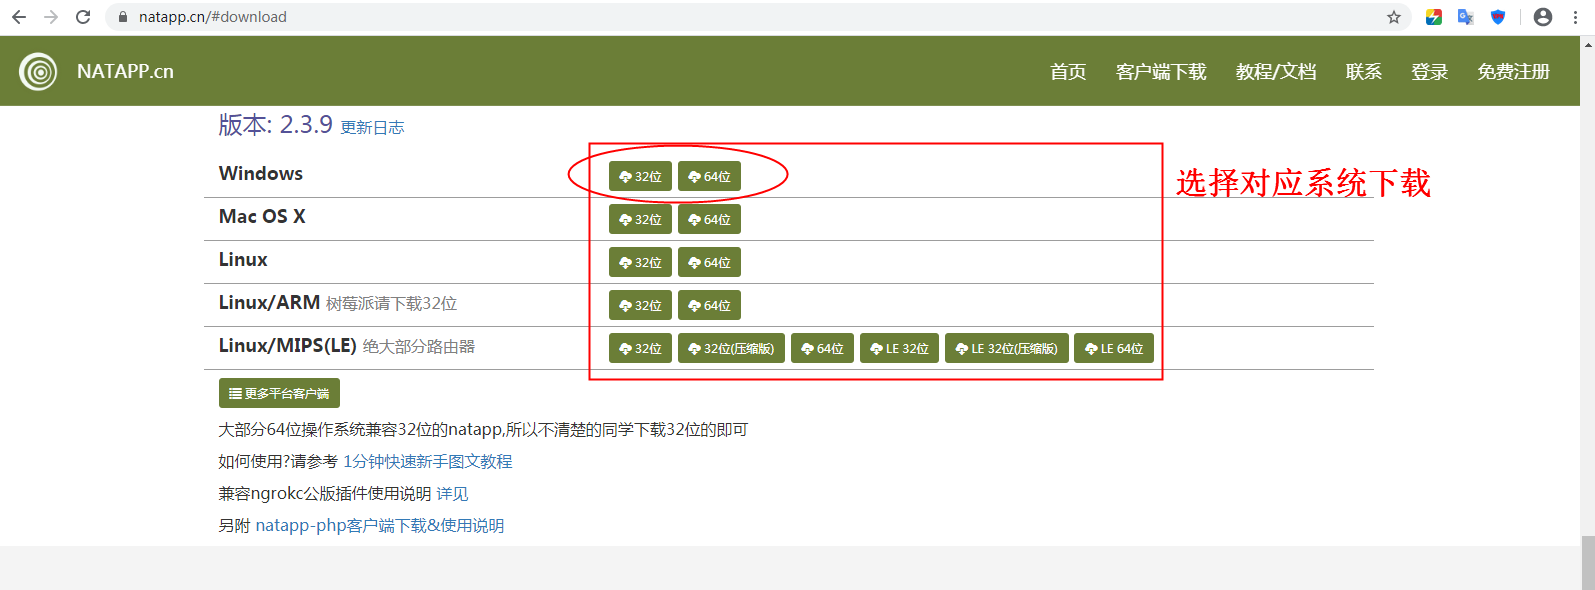 natapp.cn/#download
NATAPP.cn
首页 客户端下载 教程/文档 联系 登录 免费注册
版本: 2.3.9 更新日志
Windows 32位 64位
选择对应系统下载
Mac OS X 32位 64位
Linux 32位 64位
Linux/ARM 树莓派请下载32位 32位 64位
Linux/MIPS(LE) 绝大部分路由器 32位 32位(压缩版) 64位 LE 32位 LE 32位(压缩版) LE 64位
更多平台客户端
大部分64位操作系统兼容32位的natapp,所以不清楚的同学下载32位的即可
如何使用?请参考 1分钟快速新手图文教程
兼容ngrokc公版插件使用说明 详见
另附 natapp-php客户端下载&使用说明